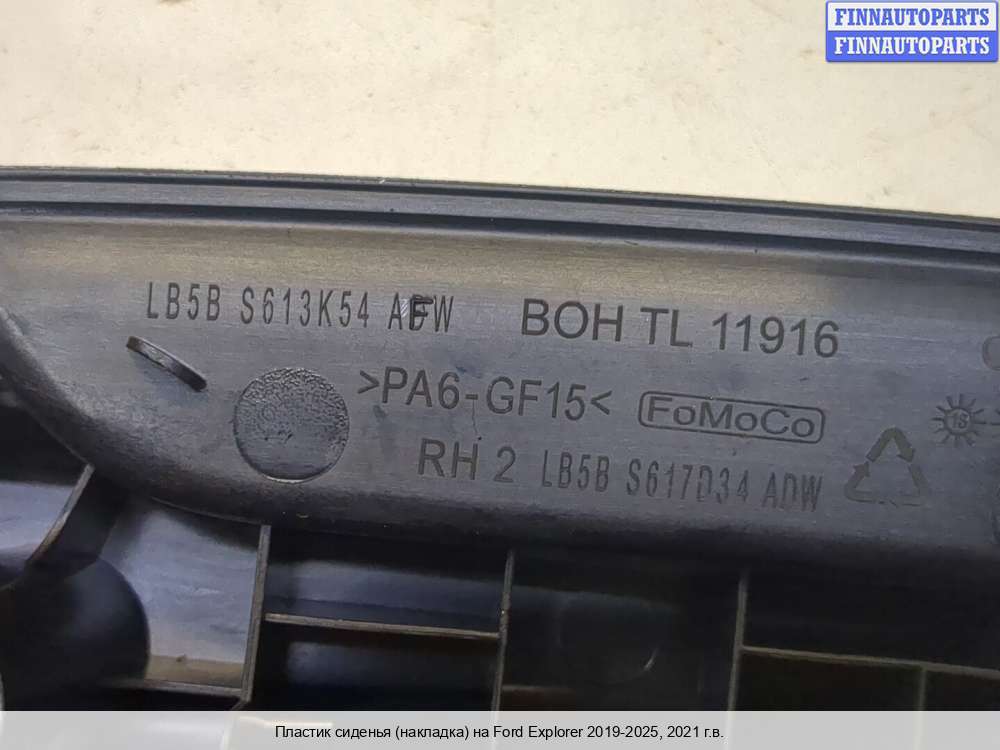 FINNAUTOPARTS
FINNAUTOPARTS
LB5B S613K54
BOH TL 11916
>PA6-GF15<
FoMoCo
RH 2
LB5B S617D34 ADW
Пластик сиденья (накладка) на Ford Explorer 2019-2025, 2021 г.в.